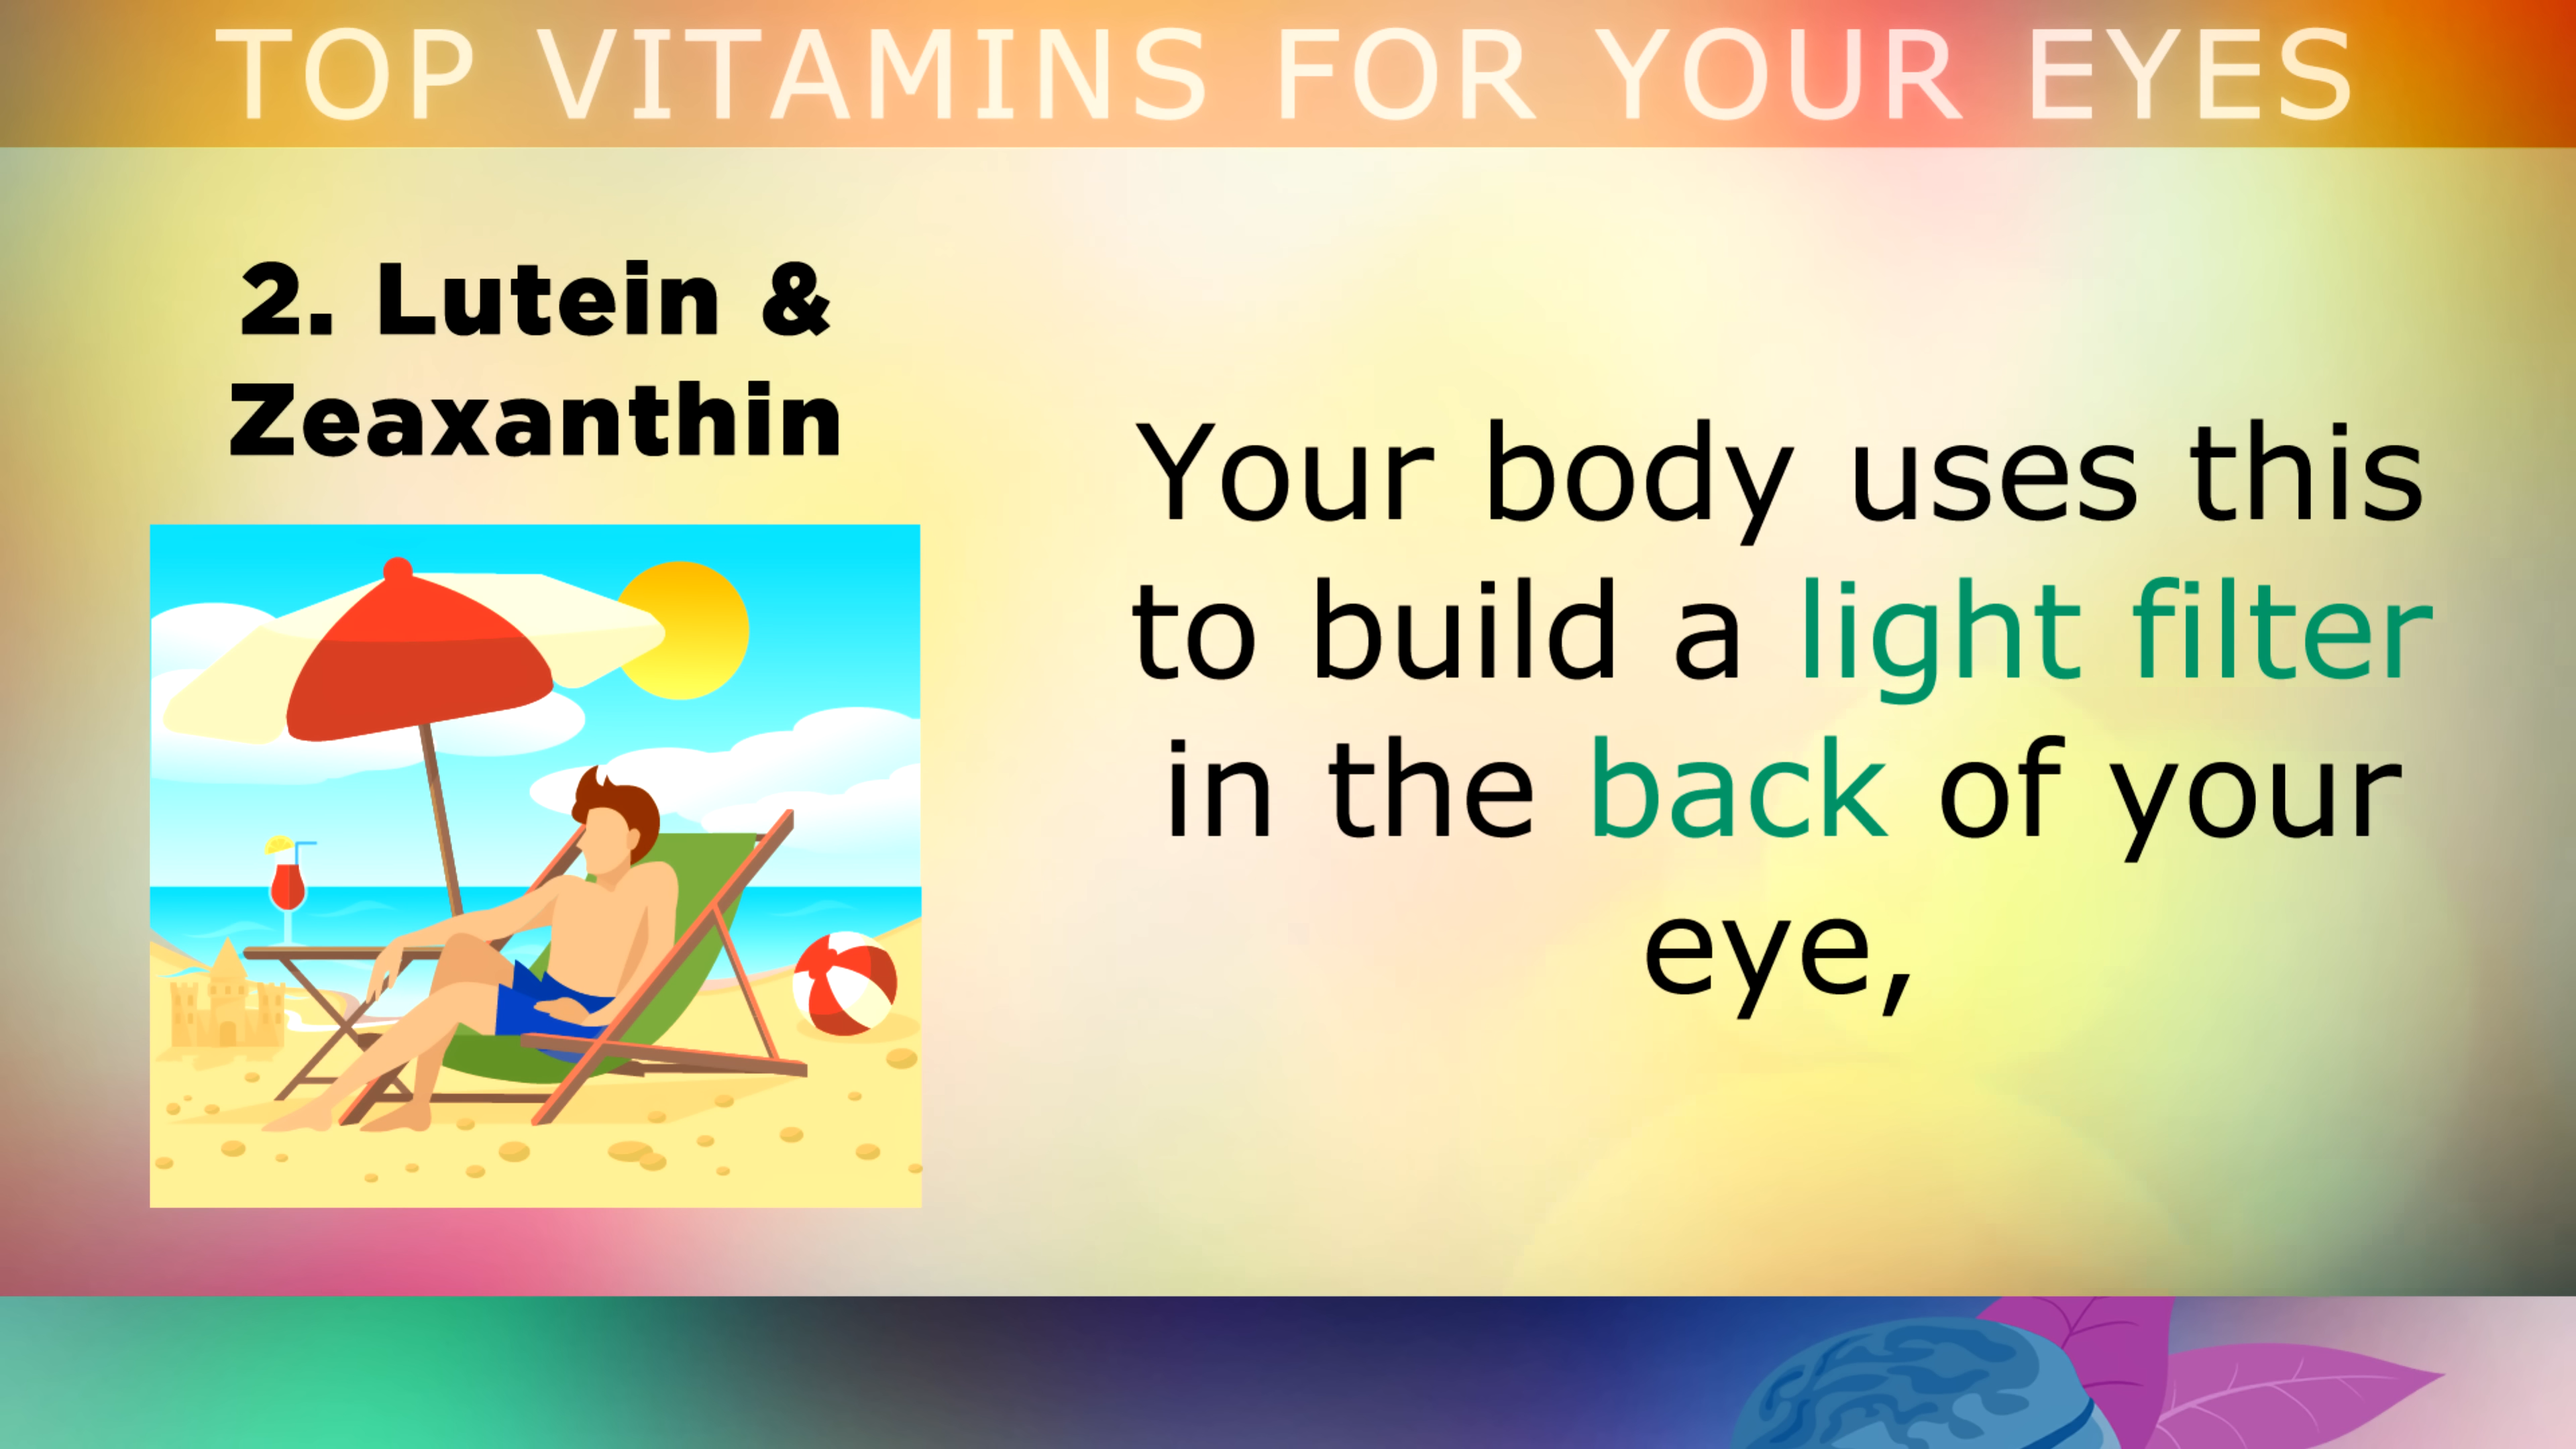 TOP VITAMINS FOR YOUR EYES
2. Lutein &
Zeaxanthin
Your body uses this
to build a light filter
in the back of your
eye,